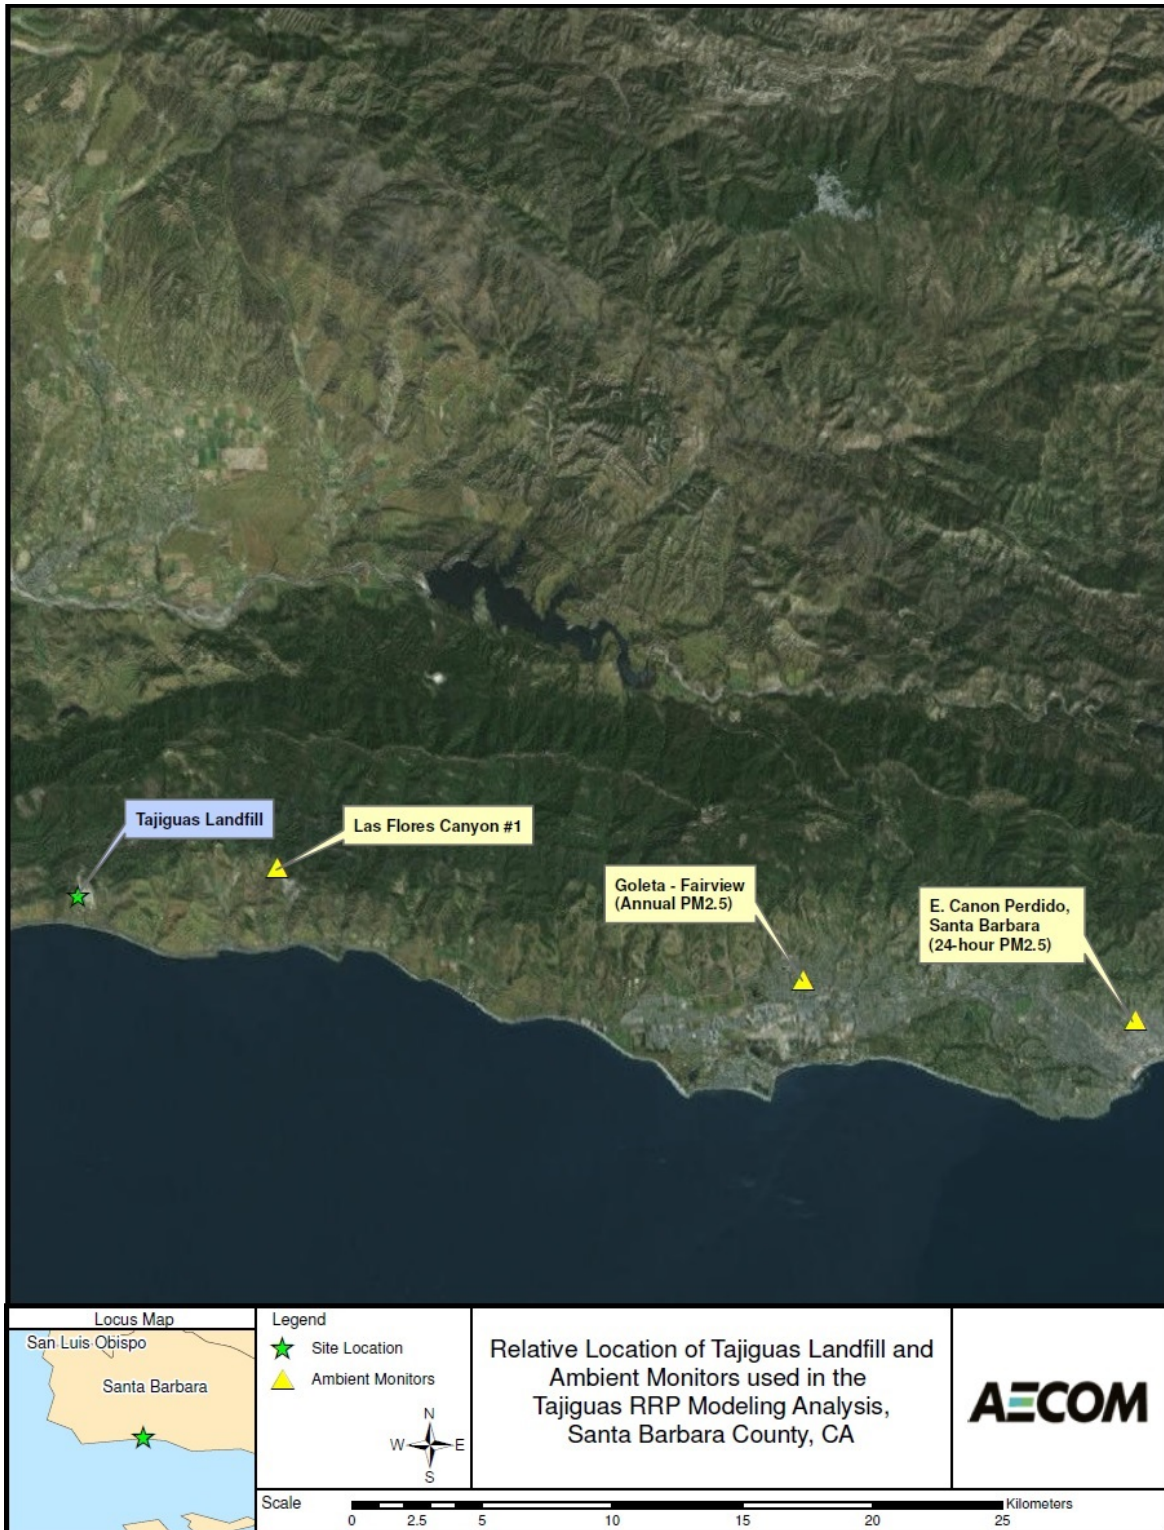 Tajiguas Landfill
Las Flores Canyon #1
Goleta - Fairview
(Annual PM2.5)
E. Canon Perdido,
Santa Barbara
(24-hour PM2.5)
Locus Map
San Luis Obispo
Santa Barbara
Legend
Site Location
Ambient Monitors
N
W E
S
Relative Location of Tajiguas Landfill and
Ambient Monitors used in the
Tajiguas RRP Modeling Analysis,
Santa Barbara County, CA
AECOM
Scale
Kilometers
0 2.5 5 10 15 20 25